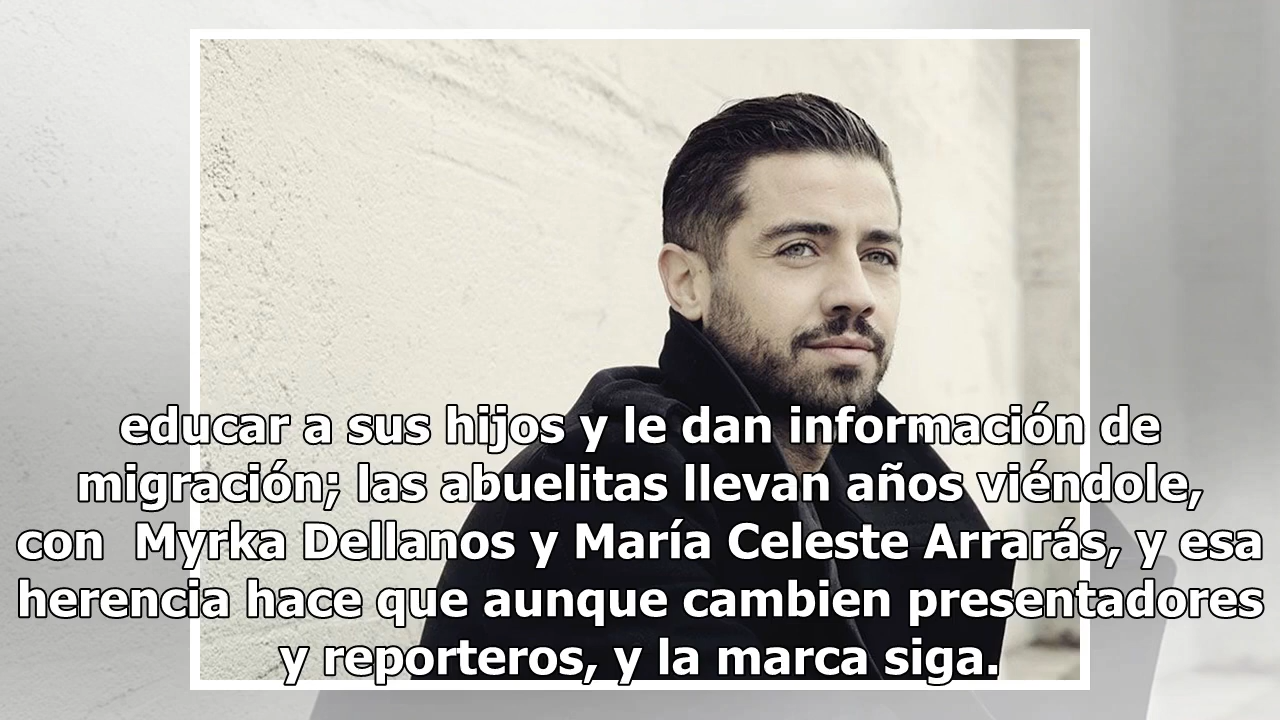 educar a sus hijos y le dan información de
migración; las abuelitas llevan años viéndole,
con  Myrka Dellanos y María Celeste Arrarás, y esa
herencia hace que aunque cambien presentadores
y reporteros, y la marca siga.